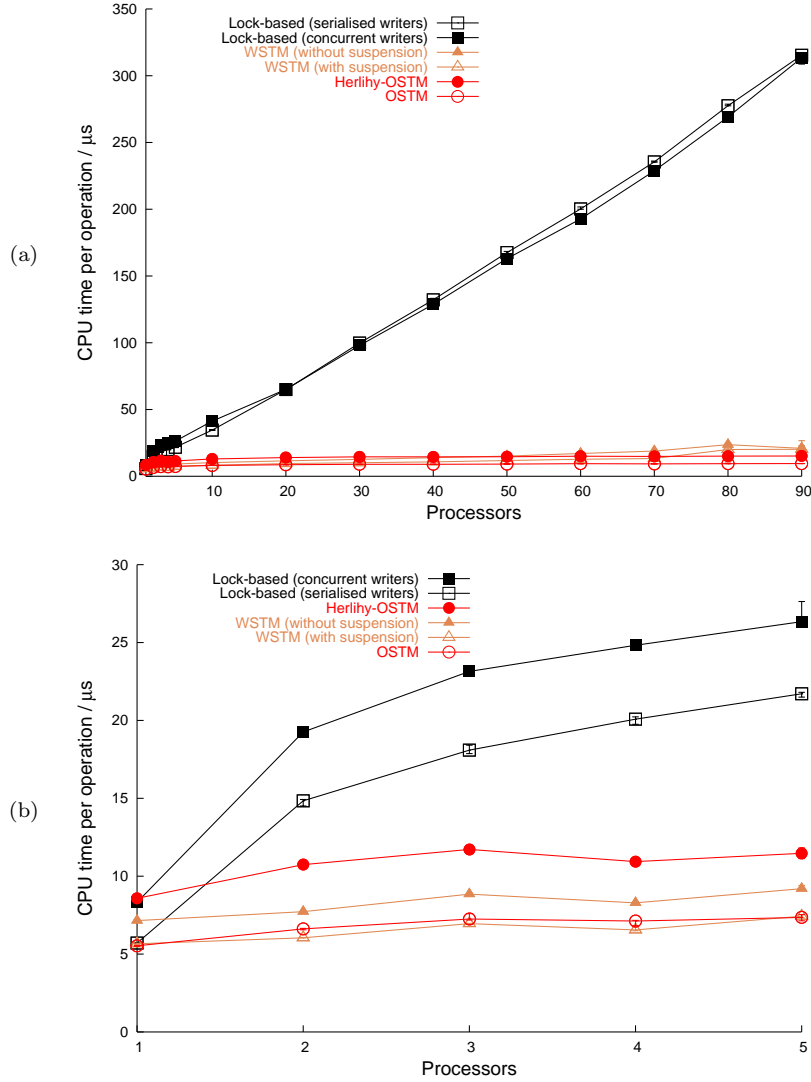 350
300
250
200
150
100
50
0
CPU time per operation / μs
Lock-based (serialised writers)
Lock-based (concurrent writers)
WSTM (without suspension)
WSTM (with suspension)
Herlihy-OSTM
OSTM
(a)
10 20 30 40 50 60 70 80 90
Processors
30
25
20
15
10
5
0
CPU time per operation / μs
Lock-based (concurrent writers)
Lock-based (serialised writers)
Herlihy-OSTM
WSTM (without suspension)
WSTM (with suspension)
OSTM
(b)
1 2 3 4 5
Processors